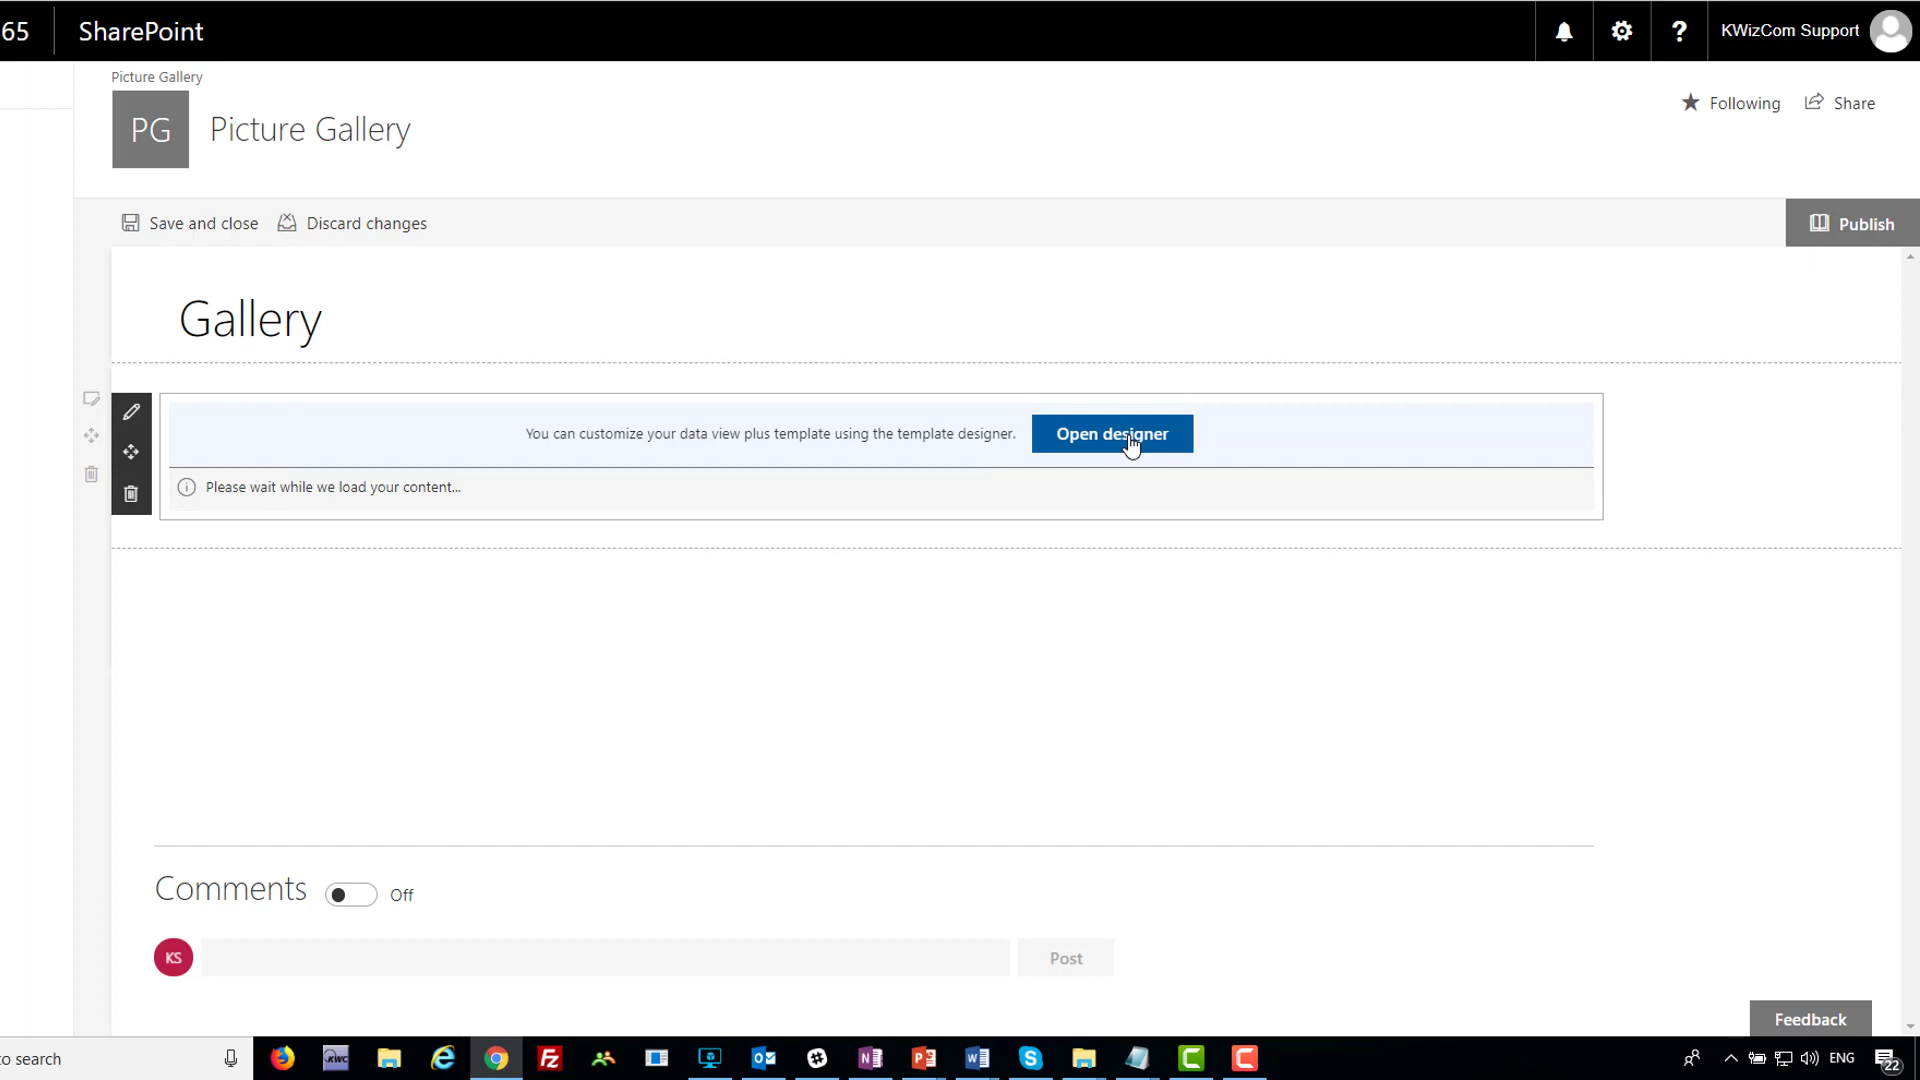 65 SharePoint KWizCom Support
Picture Gallery
PG Picture Gallery
Following Share
Save and close Discard changes Publish
Gallery
You can customize your data view plus template using the template designer. Open designer
Please wait while we load your content...
Comments Off
KS Post
Feedback
to search KWC ENG 22